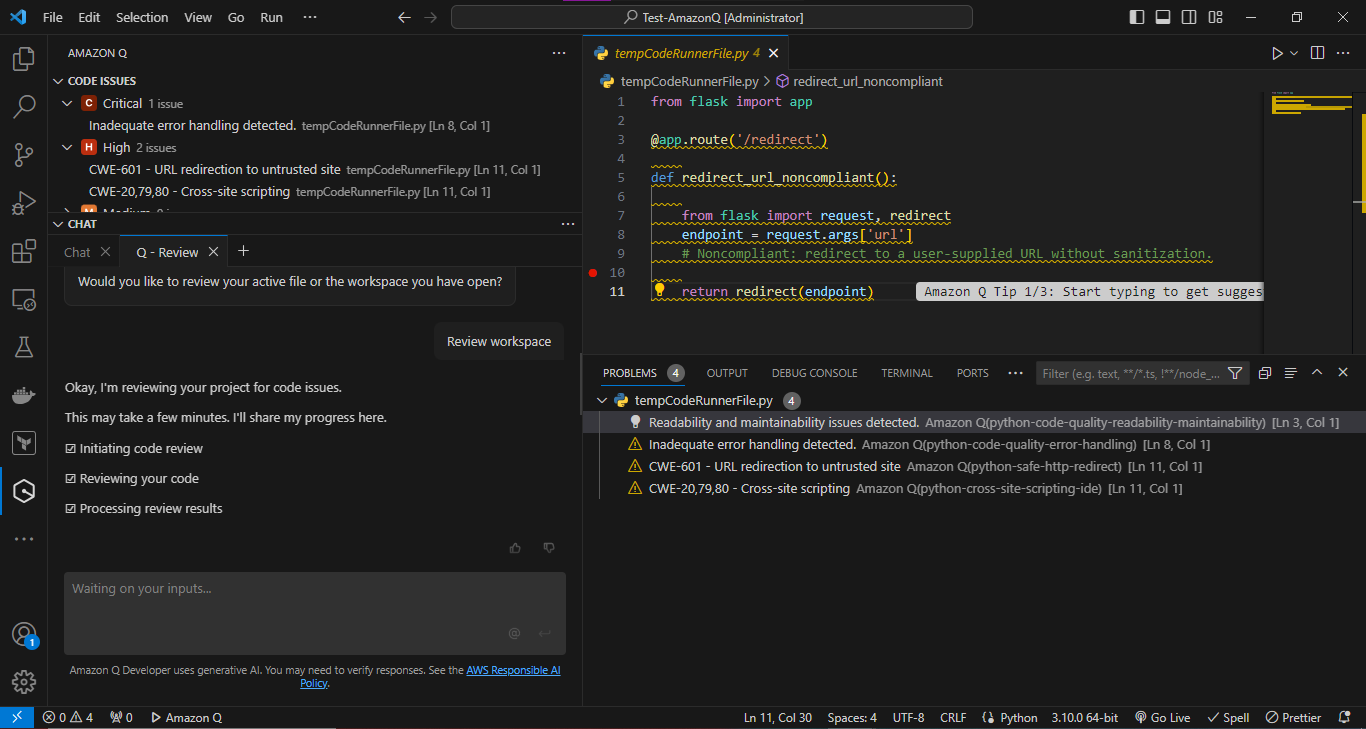 File Edit Selection View Go Run ··· Test-AmazonQ [Administrator]
AMAZON Q
CODE ISSUES
C Critical 1 issue
Inadequate error handling detected. tempCodeRunnerFile.py [Ln 8, Col 1]
H High 2 issues
CWE-601 - URL redirection to untrusted site tempCodeRunnerFile.py [Ln 11, Col 1]
CWE-20,79,80 - Cross-site scripting tempCodeRunnerFile.py [Ln 11, Col 1]
CHAT
Chat Q - Review
Would you like to review your active file or the workspace you have open?
Review workspace
Okay, I'm reviewing your project for code issues.
This may take a few minutes. I'll share my progress here.
☑ Initiating code review
☑ Reviewing your code
☑ Processing review results
Waiting on your inputs...
@
Amazon Q Developer uses generative AI. You may need to verify responses. See the AWS Responsible AI
Policy.
1
tempCodeRunnerFile.py 4
tempCodeRunnerFile.py > redirect_url_noncompliant
1 from flask import app
2
3 @app.route('/redirect')
4
5 def redirect_url_noncompliant():
6
7 from flask import request, redirect
8 endpoint = request.args['url']
9 # Noncompliant: redirect to a user-supplied URL without sanitization.
10
11 return redirect(endpoint) Amazon Q Tip 1/3: Start typing to get sugges
PROBLEMS 4 OUTPUT DEBUG CONSOLE TERMINAL PORTS ··· Filter (e.g. text, **/*.ts, !**/node_...
tempCodeRunnerFile.py 4
Readability and maintainability issues detected. Amazon Q(python-code-quality-readability-maintainability) [Ln 3, Col 1]
Inadequate error handling detected. Amazon Q(python-code-quality-error-handling) [Ln 8, Col 1]
CWE-601 - URL redirection to untrusted site Amazon Q(python-safe-http-redirect) [Ln 11, Col 1]
CWE-20,79,80 - Cross-site scripting Amazon Q(python-cross-site-scripting-ide) [Ln 11, Col 1]
0 4 0 Amazon Q Ln 11, Col 30 Spaces: 4 UTF-8 CRLF Python 3.10.0 64-bit Go Live Spell Prettier